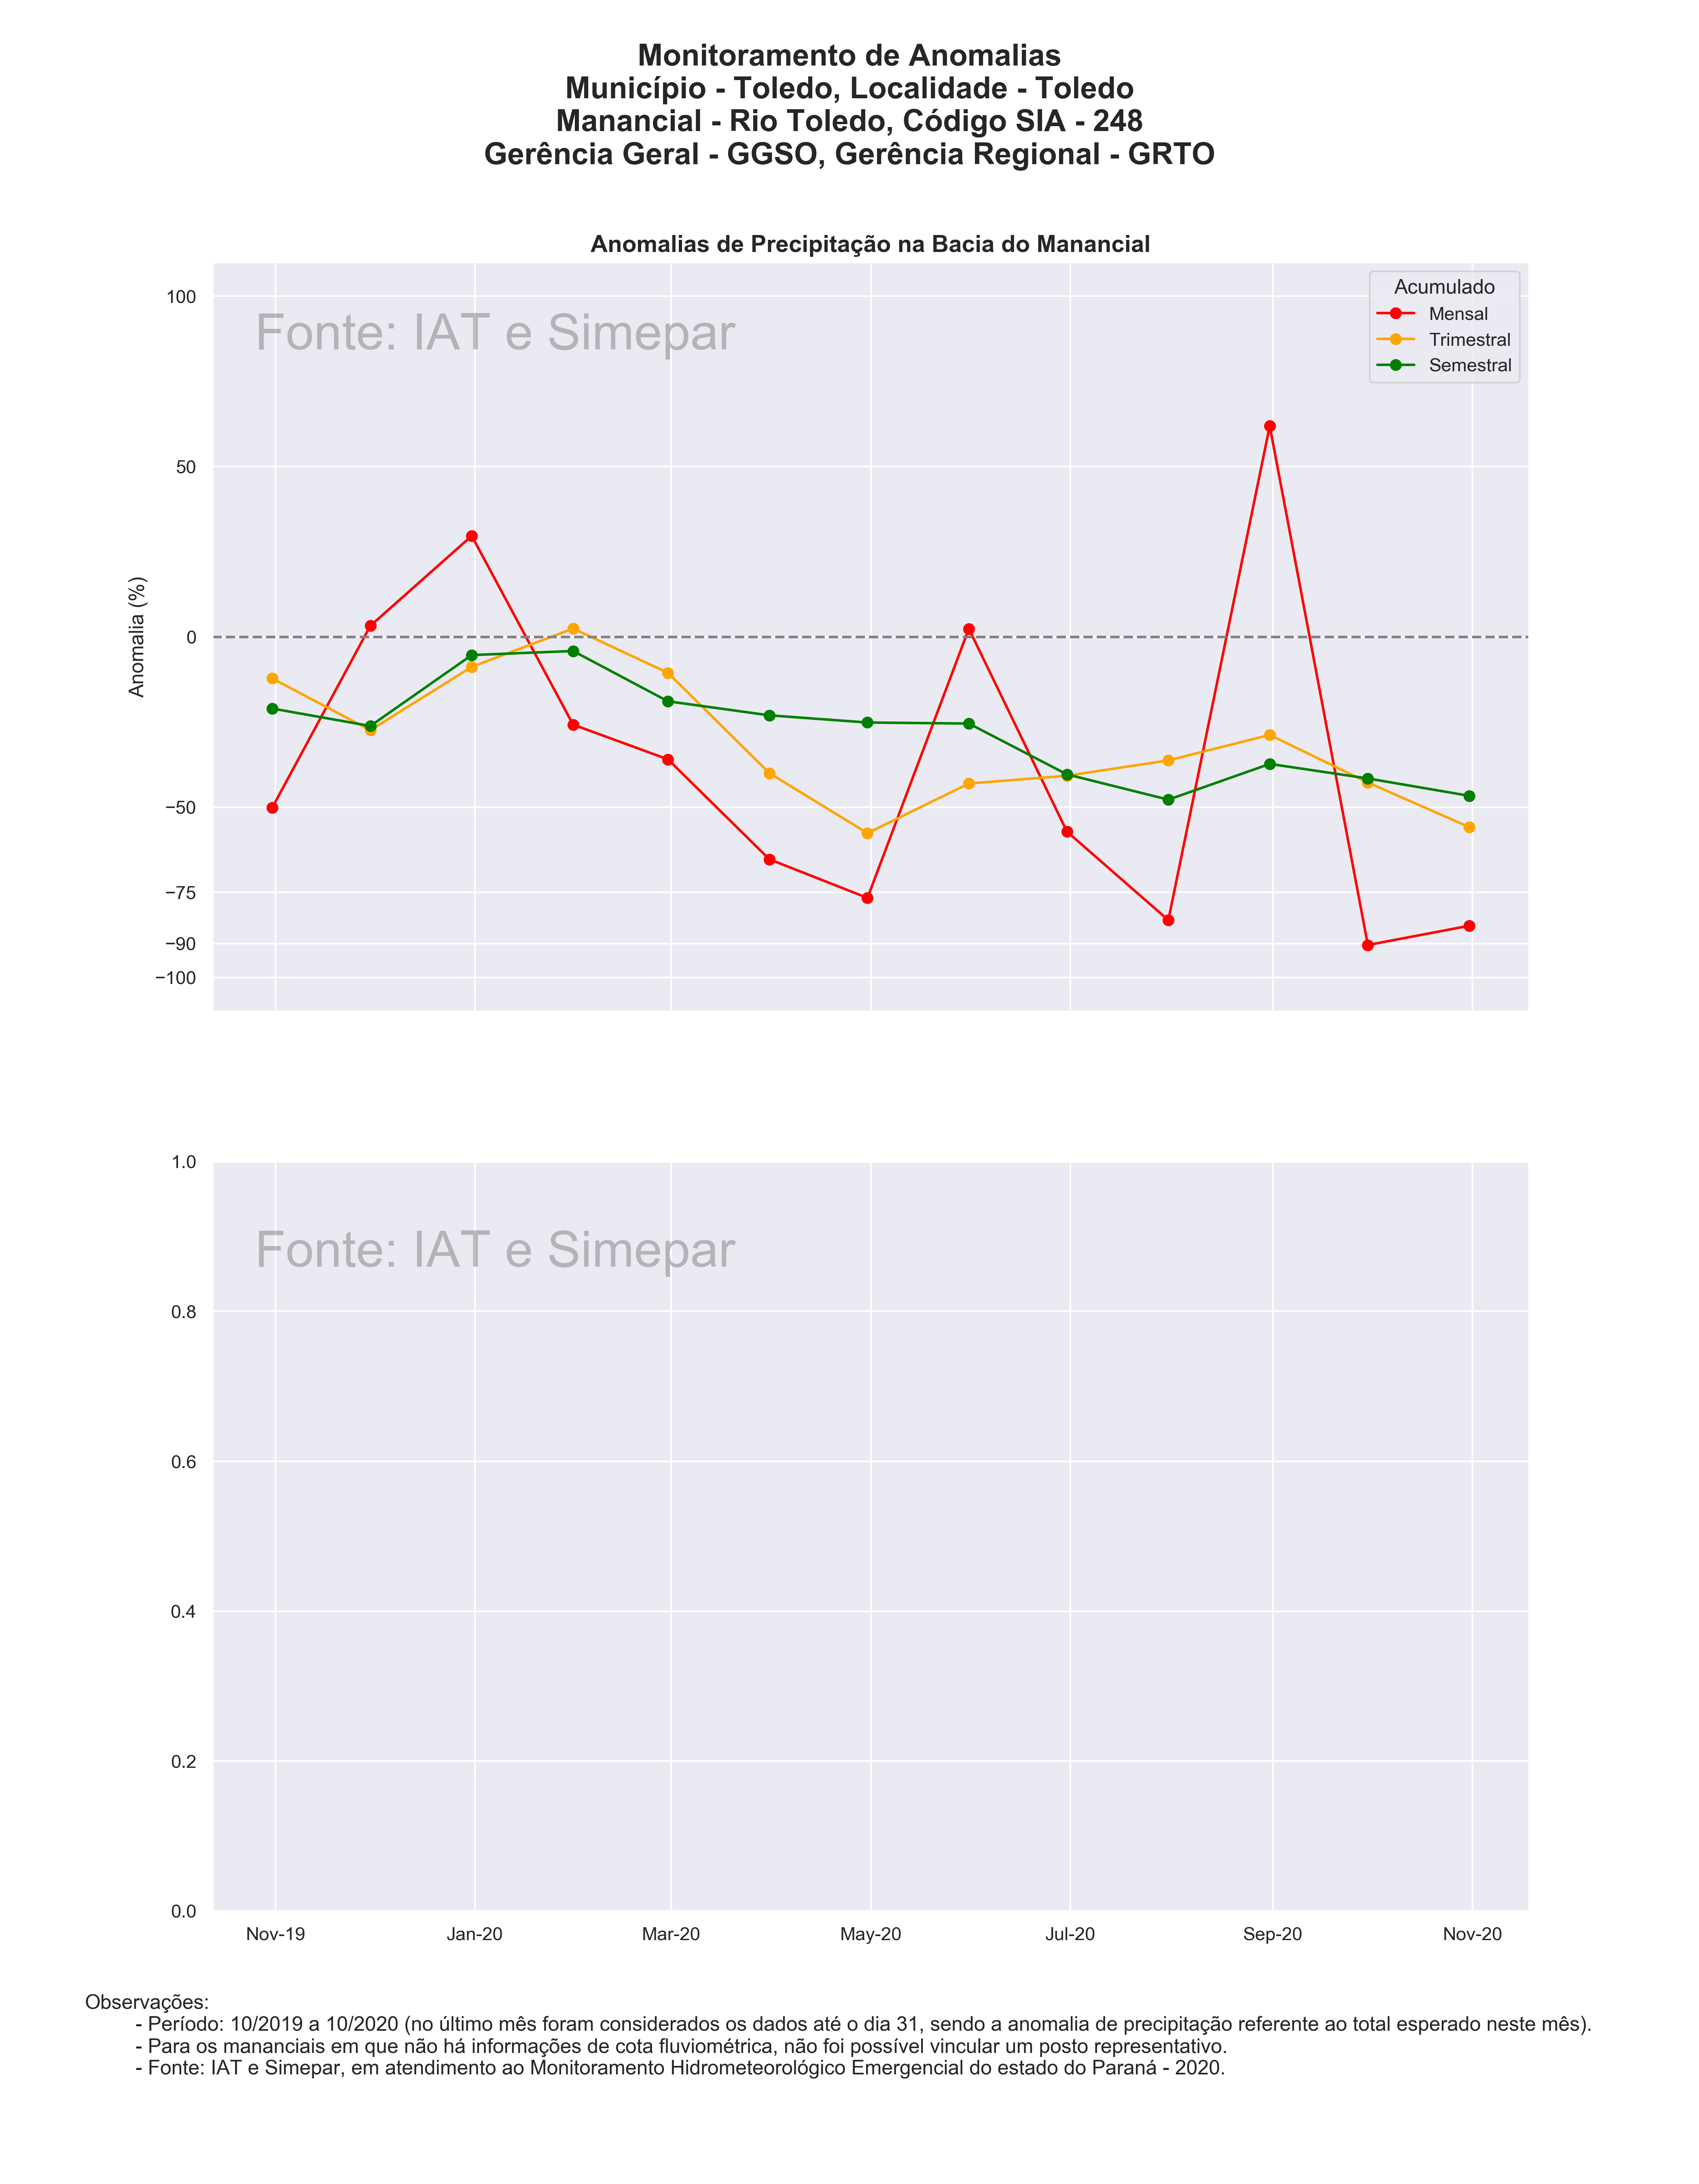 Monitoramento de Anomalias
Município - Toledo, Localidade - Toledo
Manancial - Rio Toledo, Código SIA - 248
Gerência Geral - GGSO, Gerência Regional - GRTO
Anomalias de Precipitação na Bacia do Manancial
Fonte: IAT e Simepar
Acumulado
Mensal
Trimestral
Semestral
Anomalia (%)
100
50
0
−50
−75
−90
−100
Fonte: IAT e Simepar
1.0
0.8
0.6
0.4
0.2
0.0
Nov-19 Jan-20 Mar-20 May-20 Jul-20 Sep-20 Nov-20
Observações:
- Período: 10/2019 a 10/2020 (no último mês foram considerados os dados até o dia 31, sendo a anomalia de precipitação referente ao total esperado neste mês).
- Para os mananciais em que não há informações de cota fluviométrica, não foi possível vincular um posto representativo.
- Fonte: IAT e Simepar, em atendimento ao Monitoramento Hidrometeorológico Emergencial do estado do Paraná - 2020.